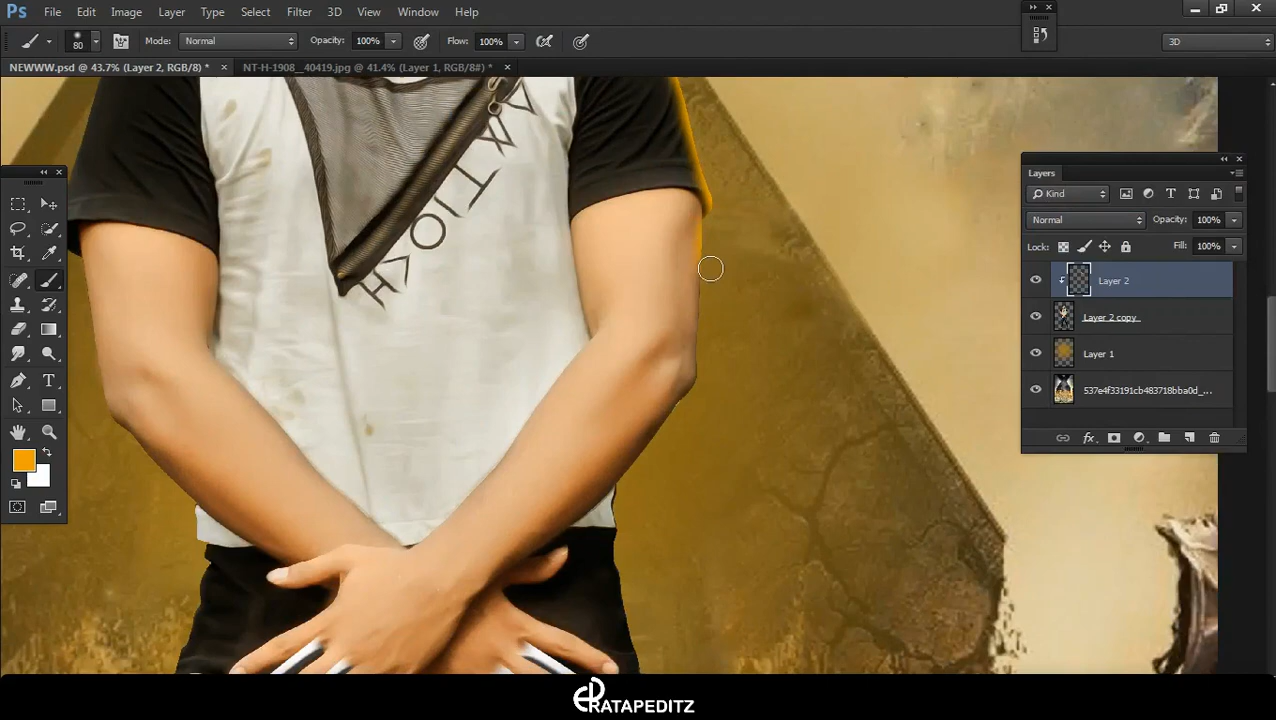 Ps File Edit Image Layer Type Select Filter 3D View Window Help
80 Mode: Normal Opacity: 100% Flow: 100% 3D
NEWWW.psd @ 43.7% (Layer 2, RGB/8) * × NT-H-1908__40419.jpg @ 41.4% (Layer 1, RGB/8#) * ×
Layers
Kind
Normal Opacity: 100%
Lock: Fill: 100%
Layer 2
Layer 2 copy
Layer 1
537e4f33191cb483718bba0d_...
RATAPEDITZ